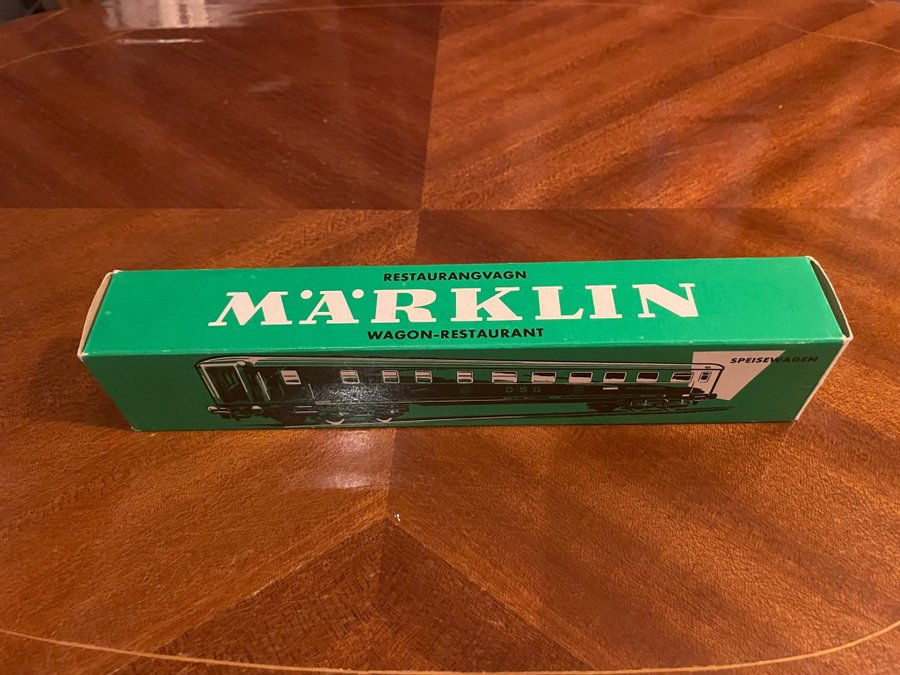 RESTAURANGVAGN
MÄRKLIN
WAGON-RESTAURANT
SPEISEWAGEN
DSG